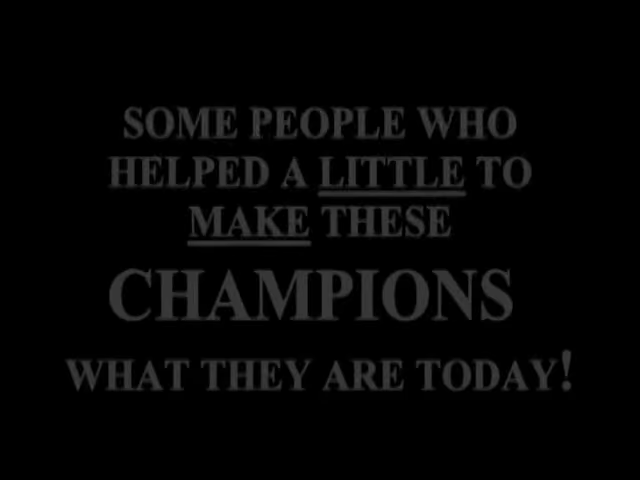 SOME PEOPLE WHO
HELPED A LITTLE TO
MAKE THESE
CHAMPIONS
WHAT THEY ARE TODAY!